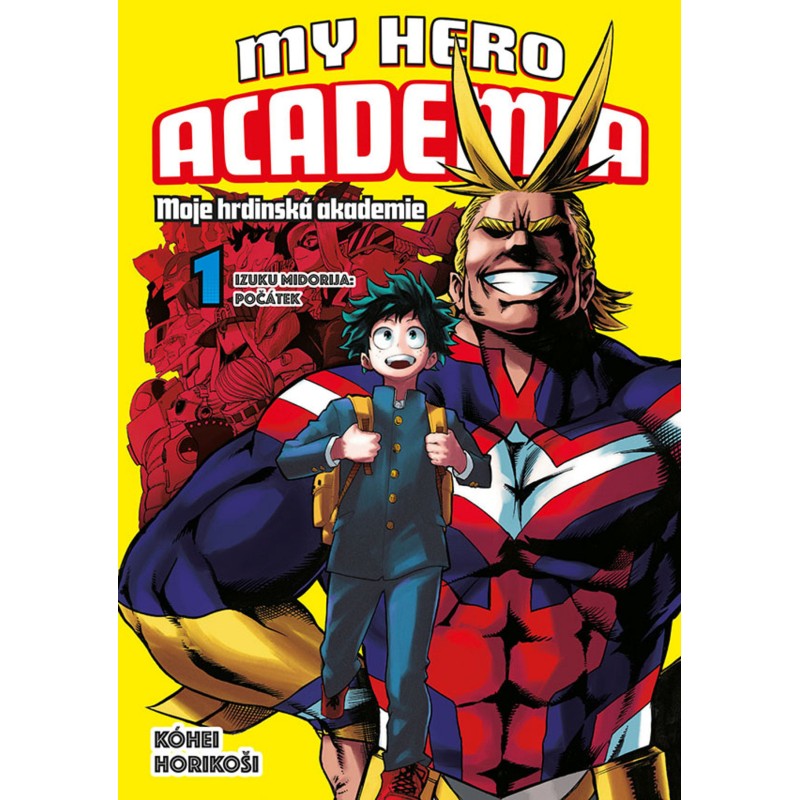 MY HERO
ACADEMIA
Moje hrdinská akademie
1
IZUKU MIDORIJA:
POČÁTEK
KÓHEI
HORIKOŠI